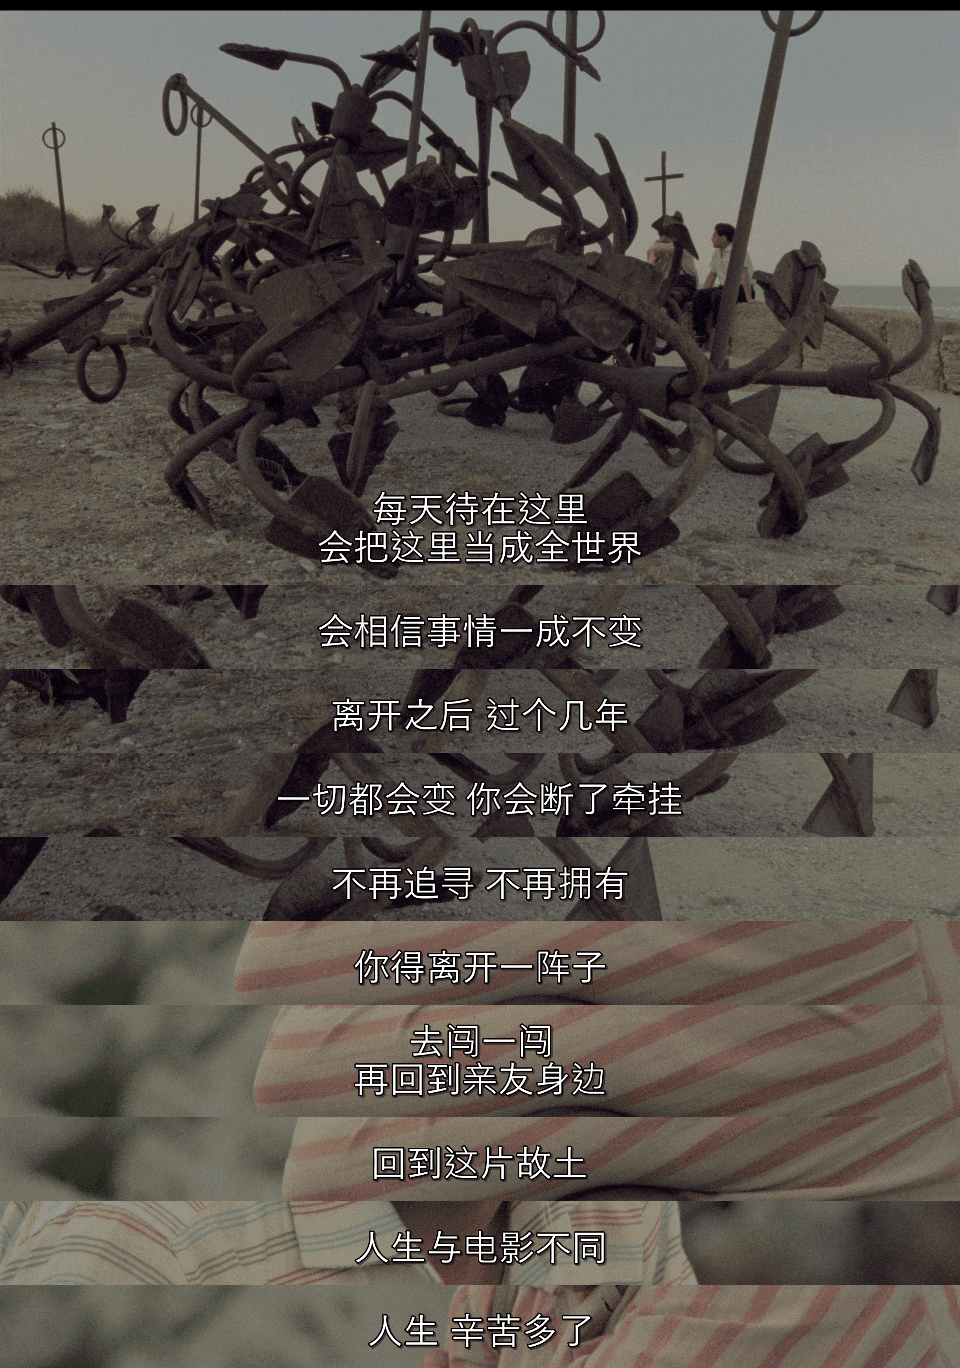 每天待在这里
会把这里当成全世界
会相信事情一成不变
离开之后 过个几年
一切都会变 你会断了牵挂
不再追寻 不再拥有
你得离开一阵子
去闯一闯
再回到亲友身边
回到这片故土
人生与电影不同
人生 辛苦多了